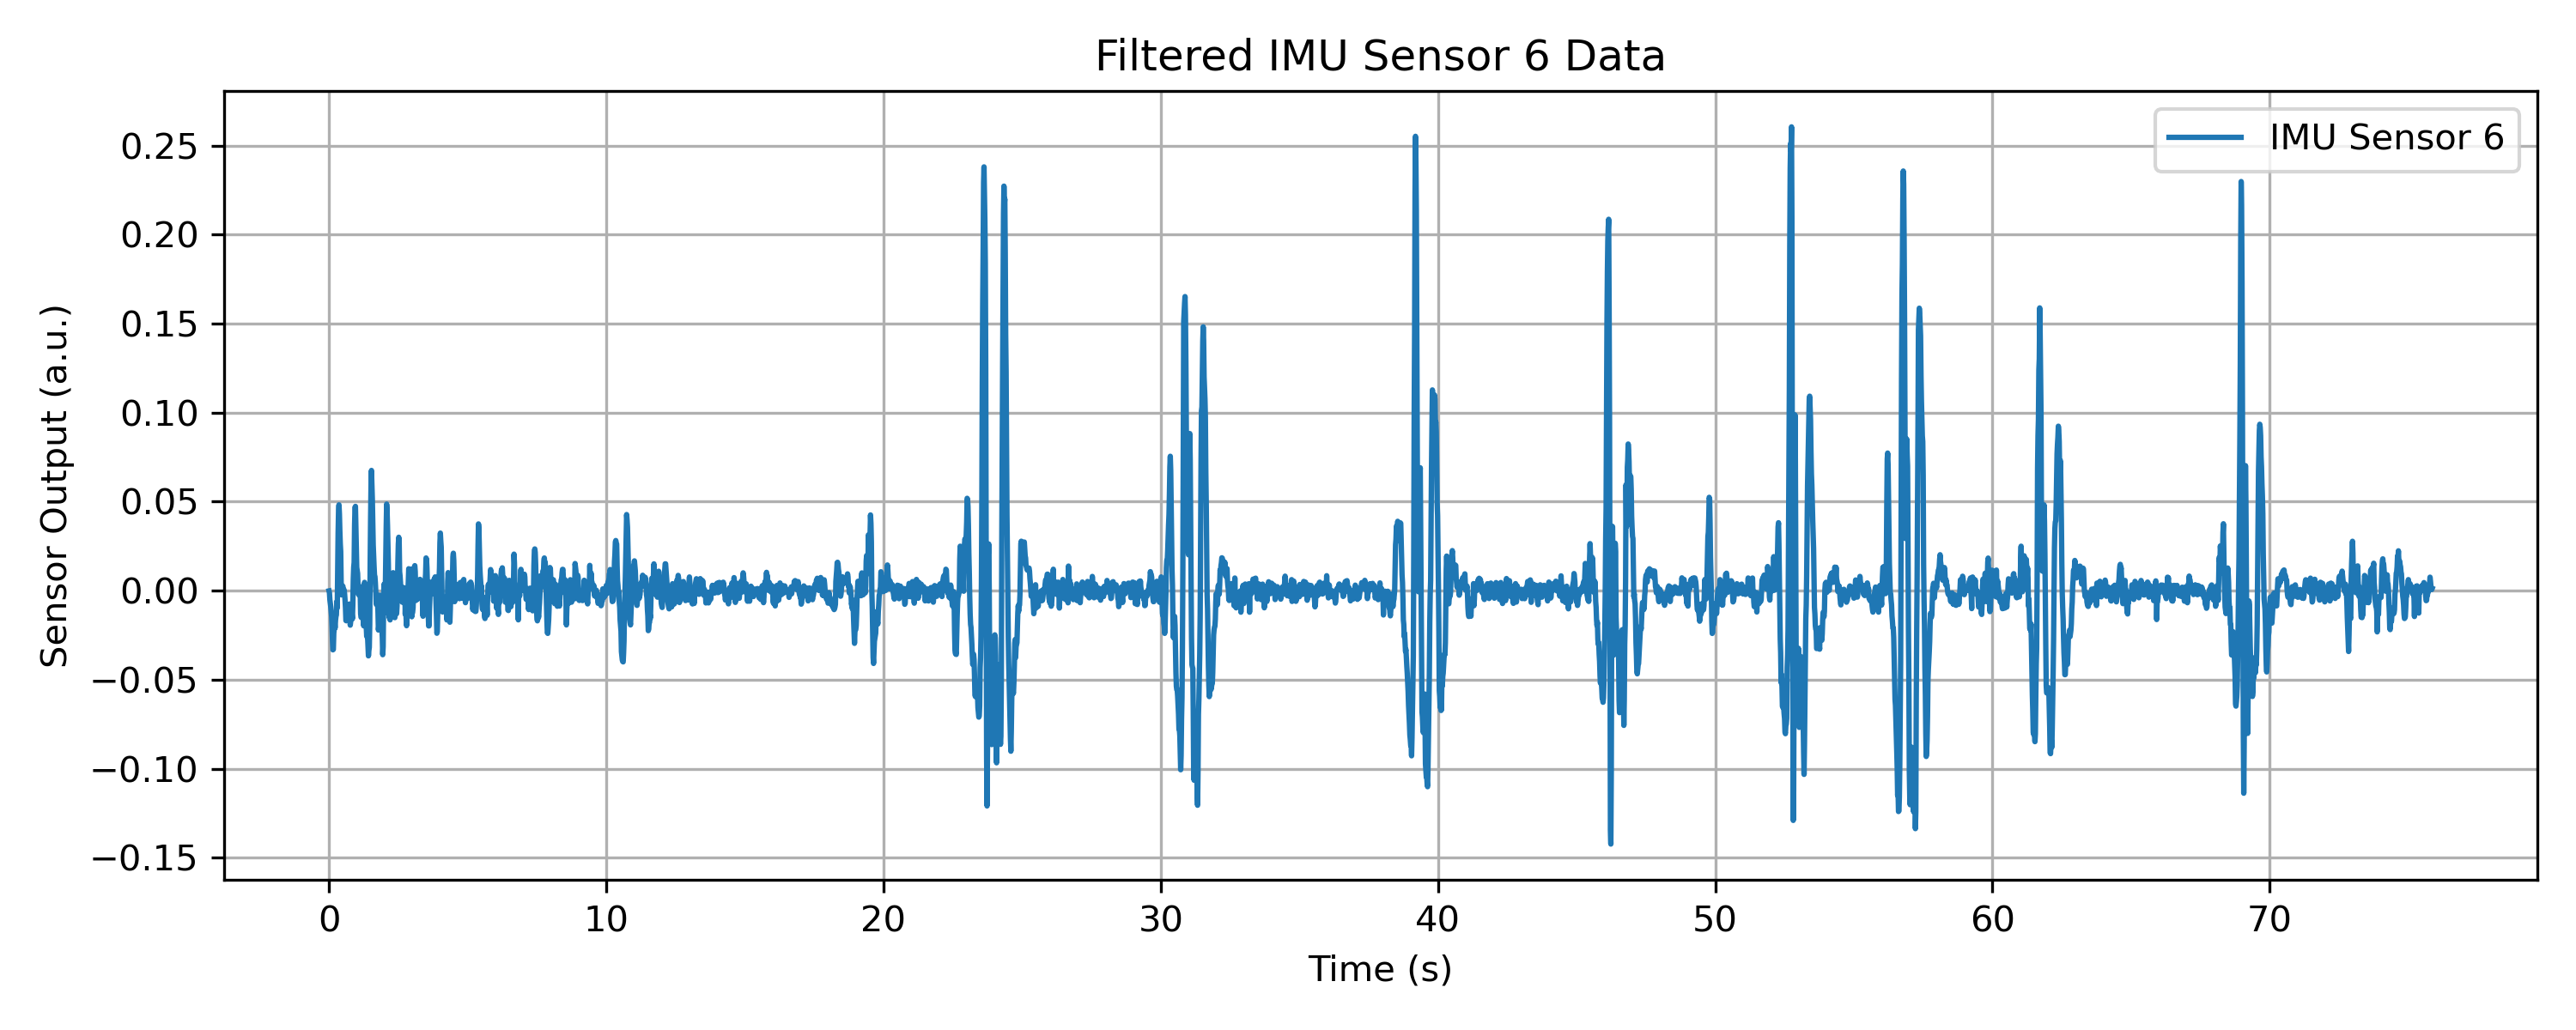 Filtered IMU Sensor 6 Data
IMU Sensor 6
0.25
0.20
0.15
0.10
0.05
0.00
−0.05
−0.10
−0.15
Sensor Output (a.u.)
0 10 20 30 40 50 60 70
Time (s)